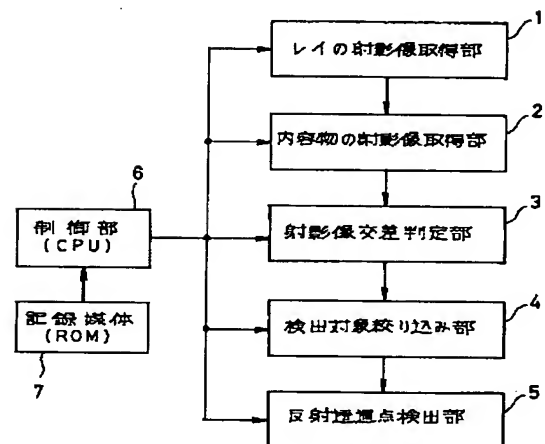 1
レイの射影像取得部
2
内容物の射影像取得部
6
制御部
(CPU)
3
射影像交差判定部
記録媒体
(ROM)
7
4
検出対象絞り込み部
5
反射透過点検出部